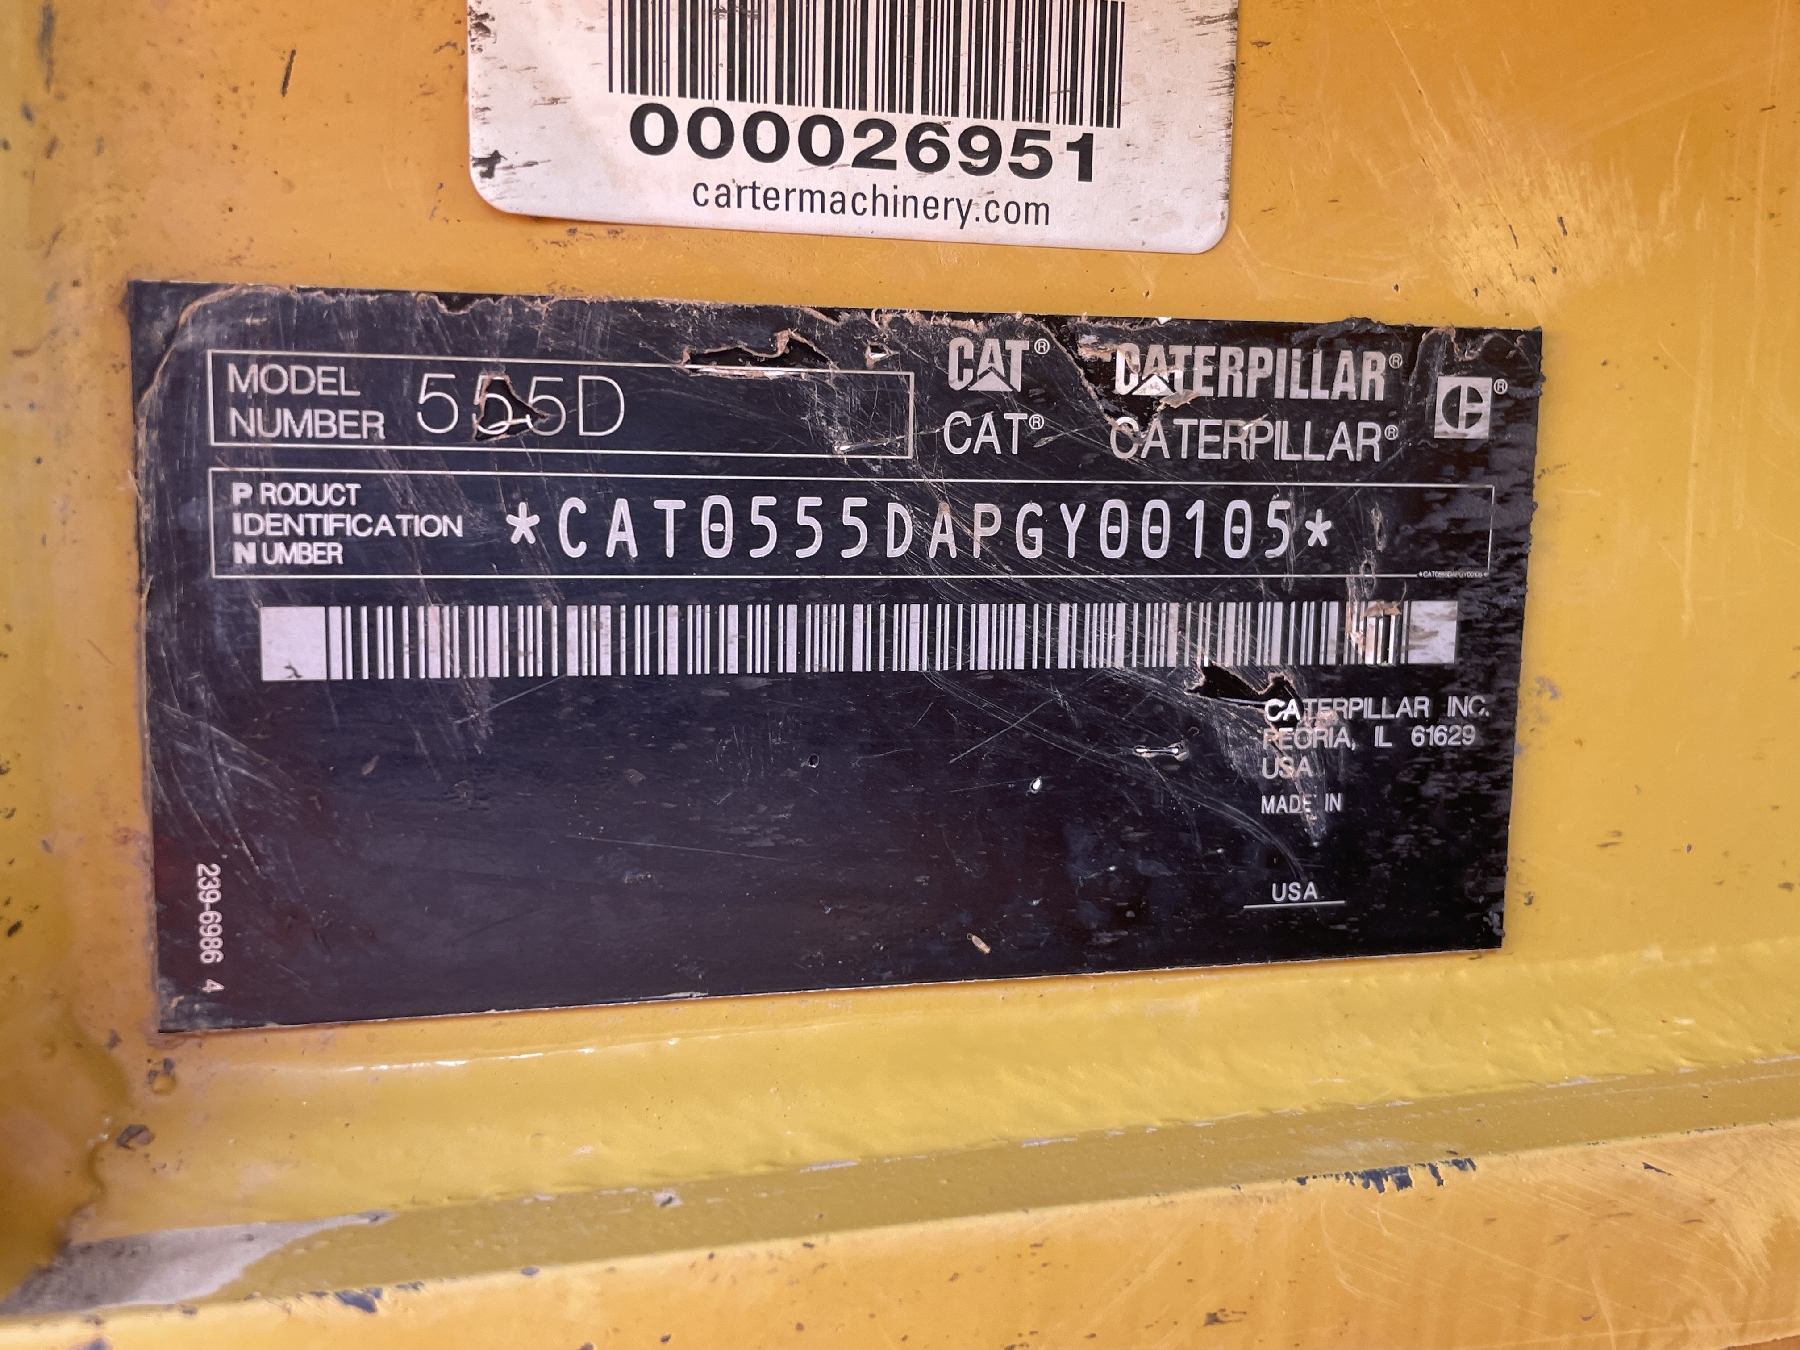 000026951
cartermachinery.com
MODEL NUMBER 555D
CAT® CATERPILLAR®
CAT® CATERPILLAR®
PRODUCT
IDENTIFICATION
NUMBER
*CAT0555DAPGY00105*
*CAT0555DAPGY00105*
CATERPILLAR INC.
PEORIA, IL 61629
USA
MADE IN
USA
239-6986 4